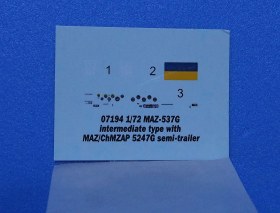 1
2
3
07194 1/72 MAZ-537G
intermediate type with
MAZ/ChMZAP 5247G semi-trailer